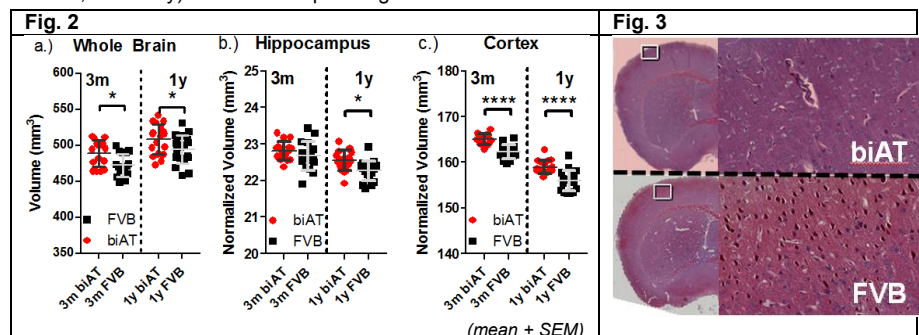 Fig. 2
Fig. 3
a.) Whole Brain
b.) Hippocampus
c.) Cortex
Volume (mm³)
600
550
500
450
400
350
3m
1y
*
*
FVB
biAT
3m biAT
3m FVB
1y biAT
1y FVB
Normalized Volume (mm³)
25
24
23
22
21
20
3m
1y
*
biAT
FVB
3m biAT
3m FVB
1y biAT
1y FVB
Normalized Volume (mm³)
180
170
160
150
140
3m
1y
****
****
biAT
FVB
3m biAT
3m FVB
1y biAT
1y FVB
(mean + SEM)
biAT
FVB